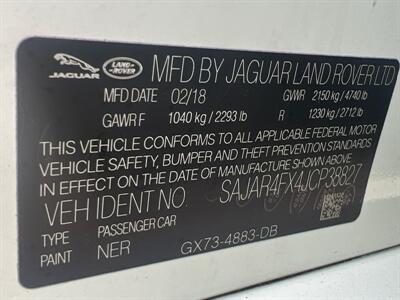 JAGUAR LAND ROVER MFD BY JAGUAR LAND ROVER LTD
MFD DATE 02/18 GVWR 2150 kg / 4740 lb
GAWR F 1040 kg / 2293 lb R 1230 kg / 2712 lb
THIS VEHICLE CONFORMS TO ALL APPLICABLE FEDERAL MOTOR
VEHICLE SAFETY, BUMPER AND THEFT PREVENTION STANDARDS
IN EFFECT ON THE DATE OF MANUFACTURE SHOWN ABOVE.
VEH IDENT NO. SAJAR4FX4JCP38827
TYPE PASSENGER CAR
PAINT NER GX73-4883-DB